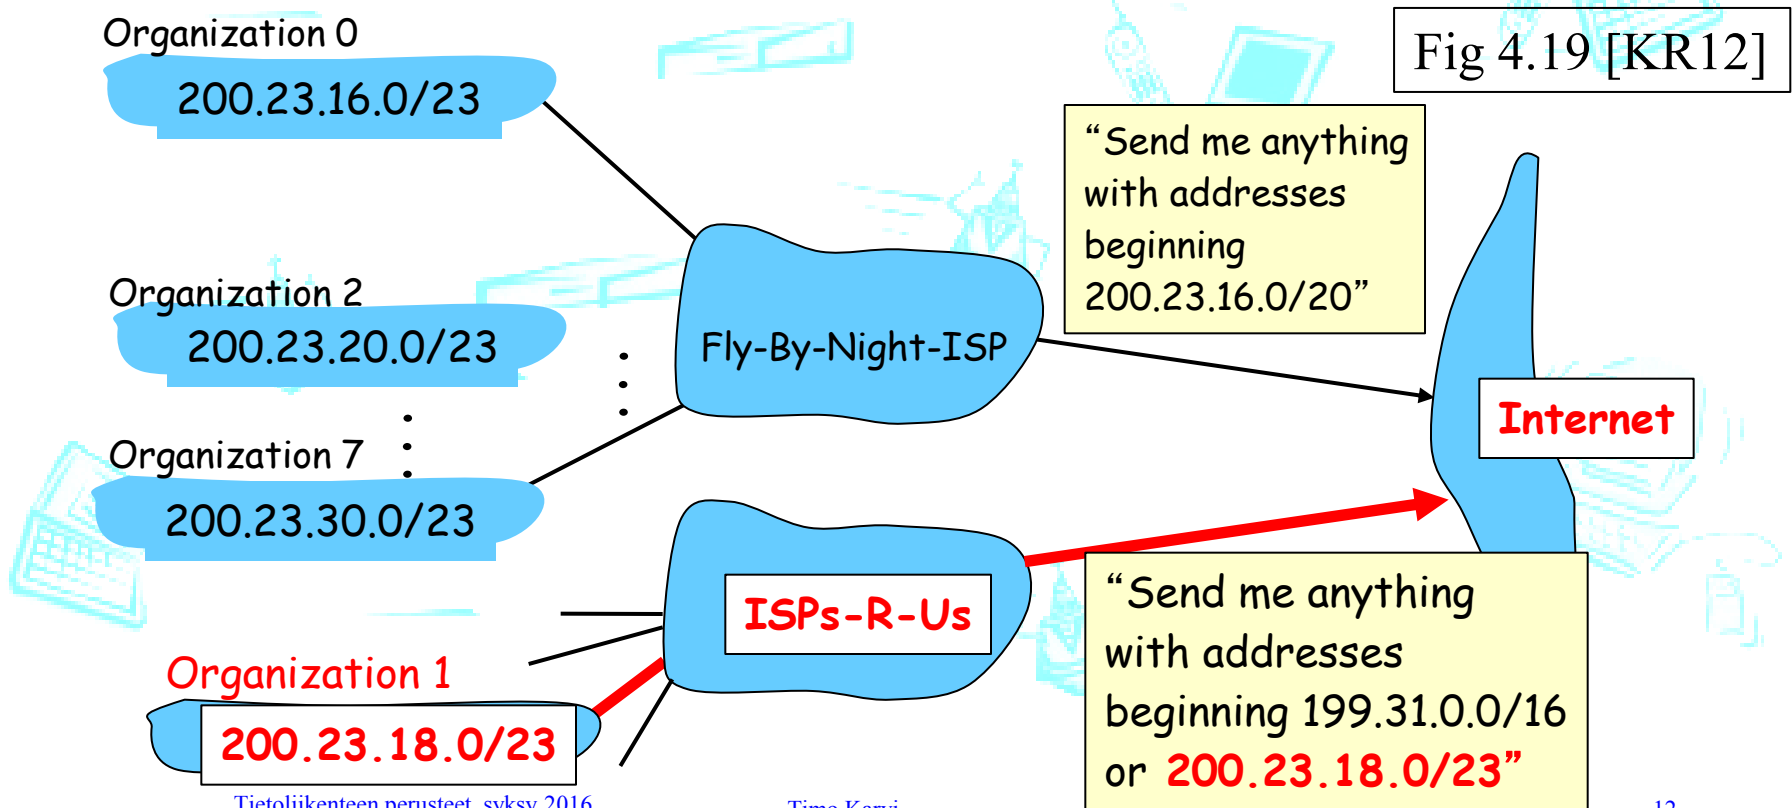 Fig 4.19 [KR12]
Organization 0
200.23.16.0/23
Organization 2
200.23.20.0/23
Organization 7
200.23.30.0/23
Fly-By-Night-ISP
“Send me anything
with addresses
beginning
200.23.16.0/20”
Internet
ISPs-R-Us
Organization 1
200.23.18.0/23
“Send me anything
with addresses
beginning 199.31.0.0/16
or 200.23.18.0/23”
Tietoliikenteen perusteet, syksy 2016
Timo Karvi
12